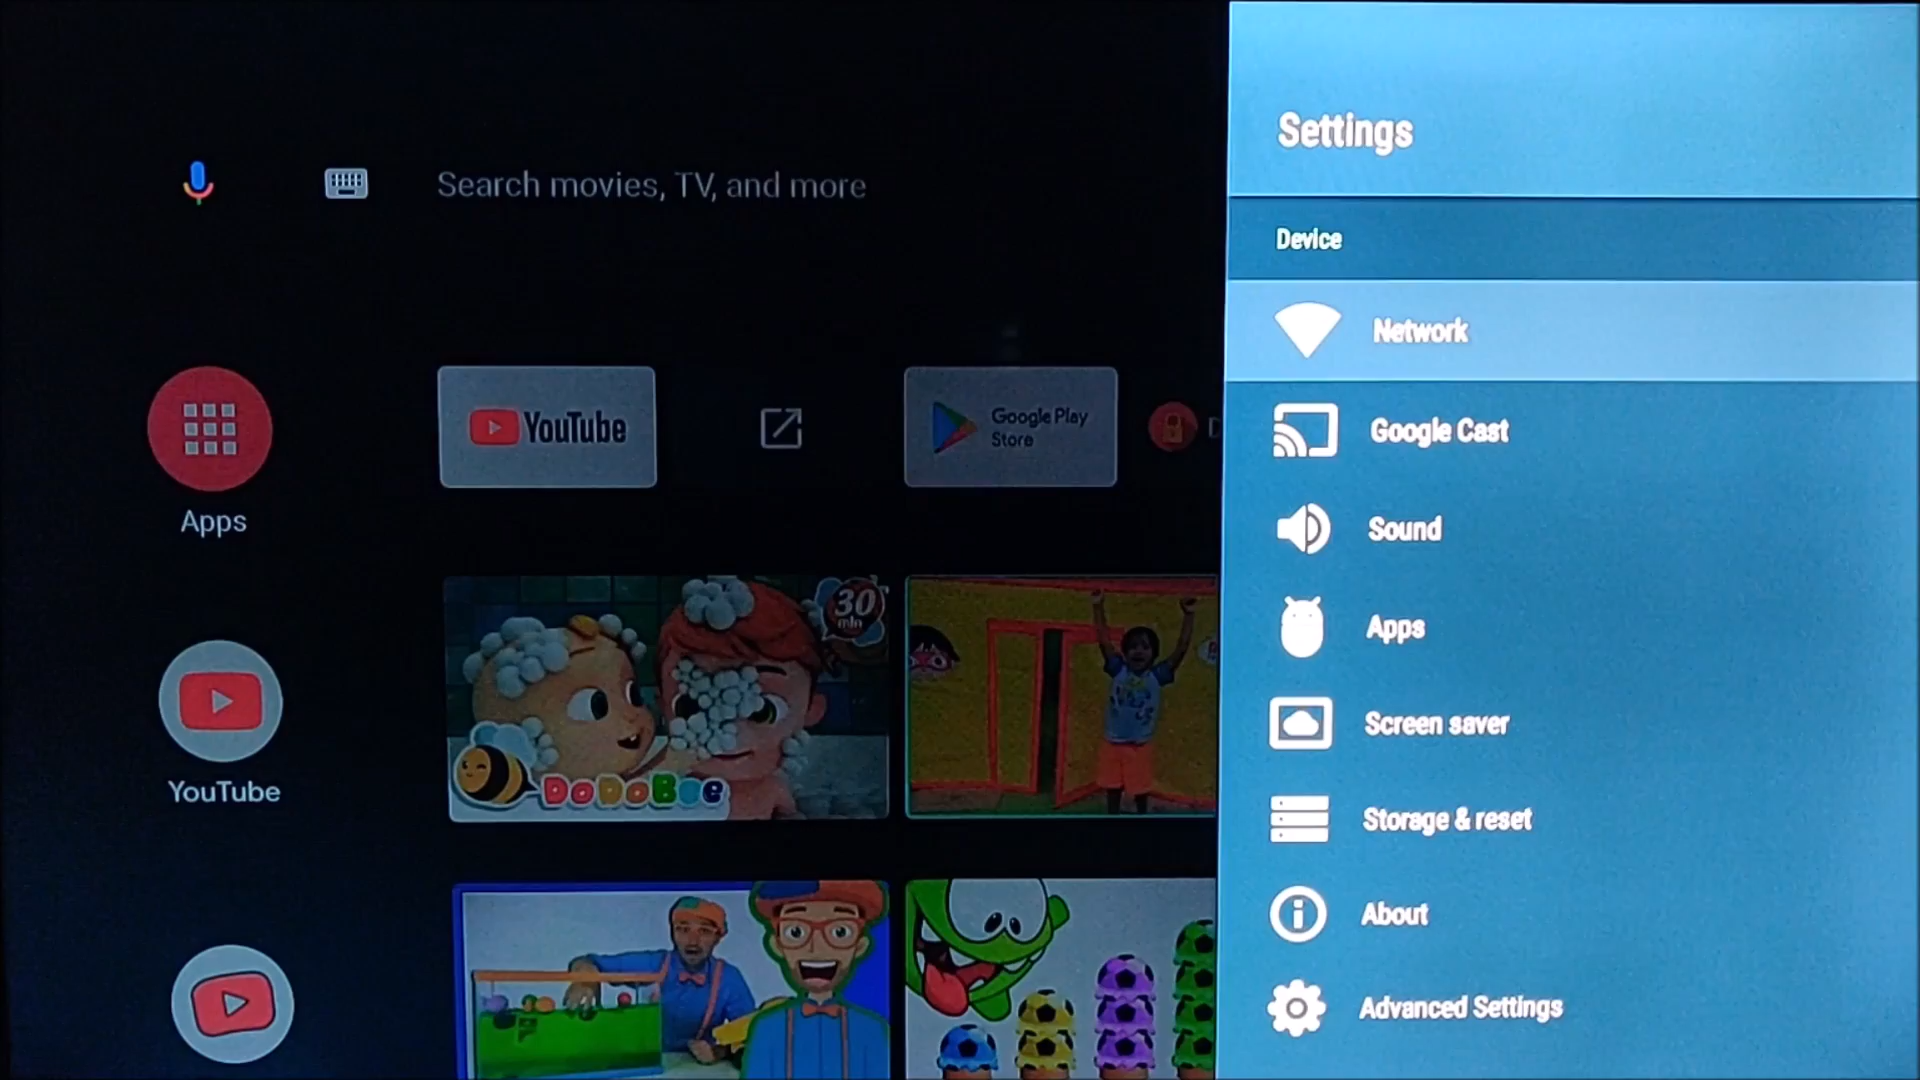 Search movies, TV, and more
YouTube
Google Play
Store
Apps
YouTube
30
min
DoDoBee
Settings
Device
Network
Google Cast
Sound
Apps
Screen saver
Storage & reset
About
Advanced Settings